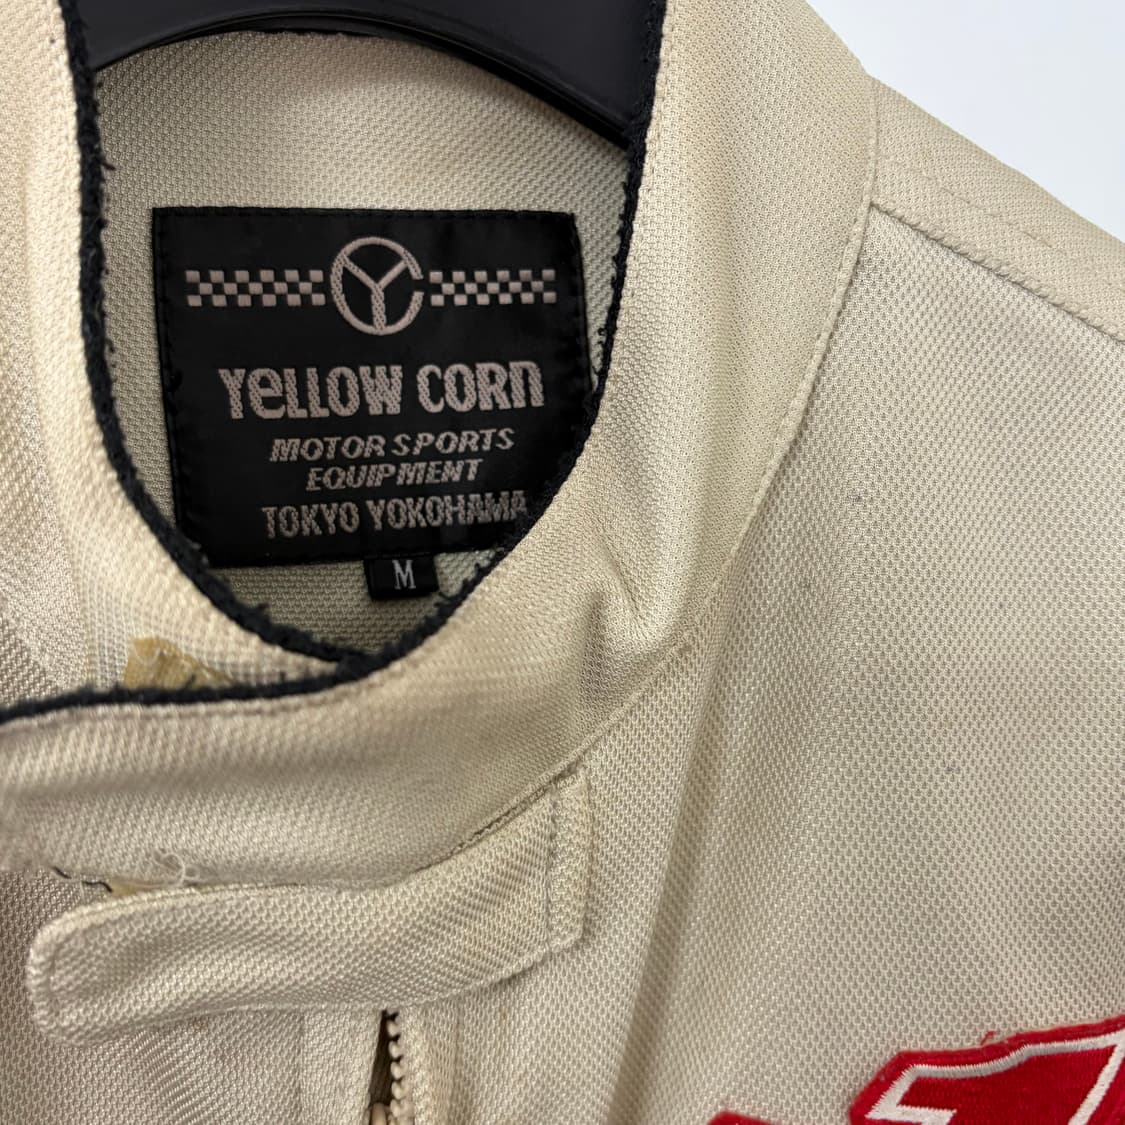 YELLOW CORN
MOTOR SPORTS
EQUIPMENT
TOKYO YOKOHAMA
M